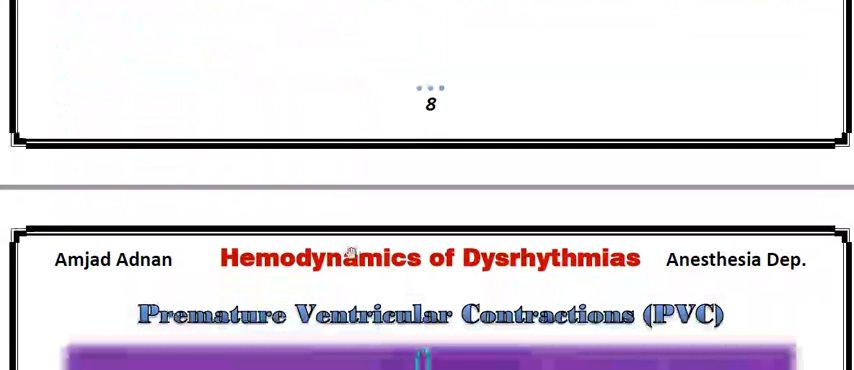 8
Amjad Adnan Hemodynamics of Dysrhythmias Anesthesia Dep.
Premature Ventricular Contractions (PVC)